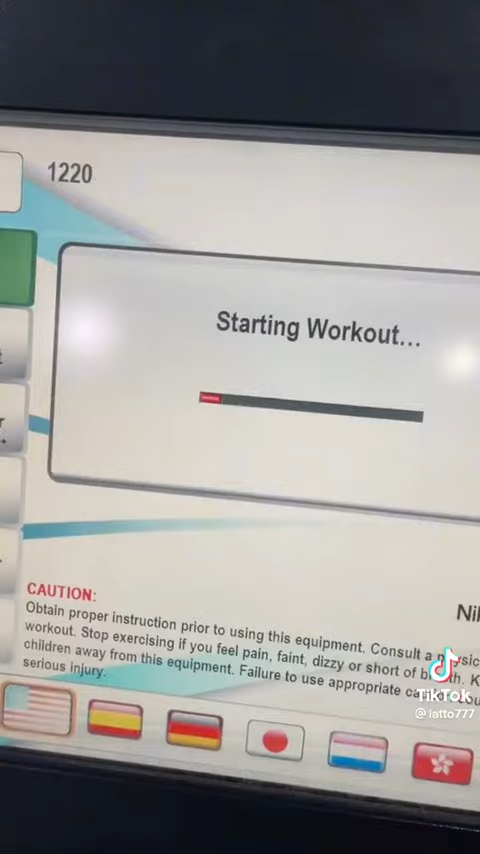 1220
Starting Workout...
CAUTION:
Obtain proper instruction prior to using this equipment. Consult a
workout. Stop exercising if you feel pain, faint, dizzy or short of
children away from this equipment. Failure to use appropriate
serious injury.
TikTok
@latto777